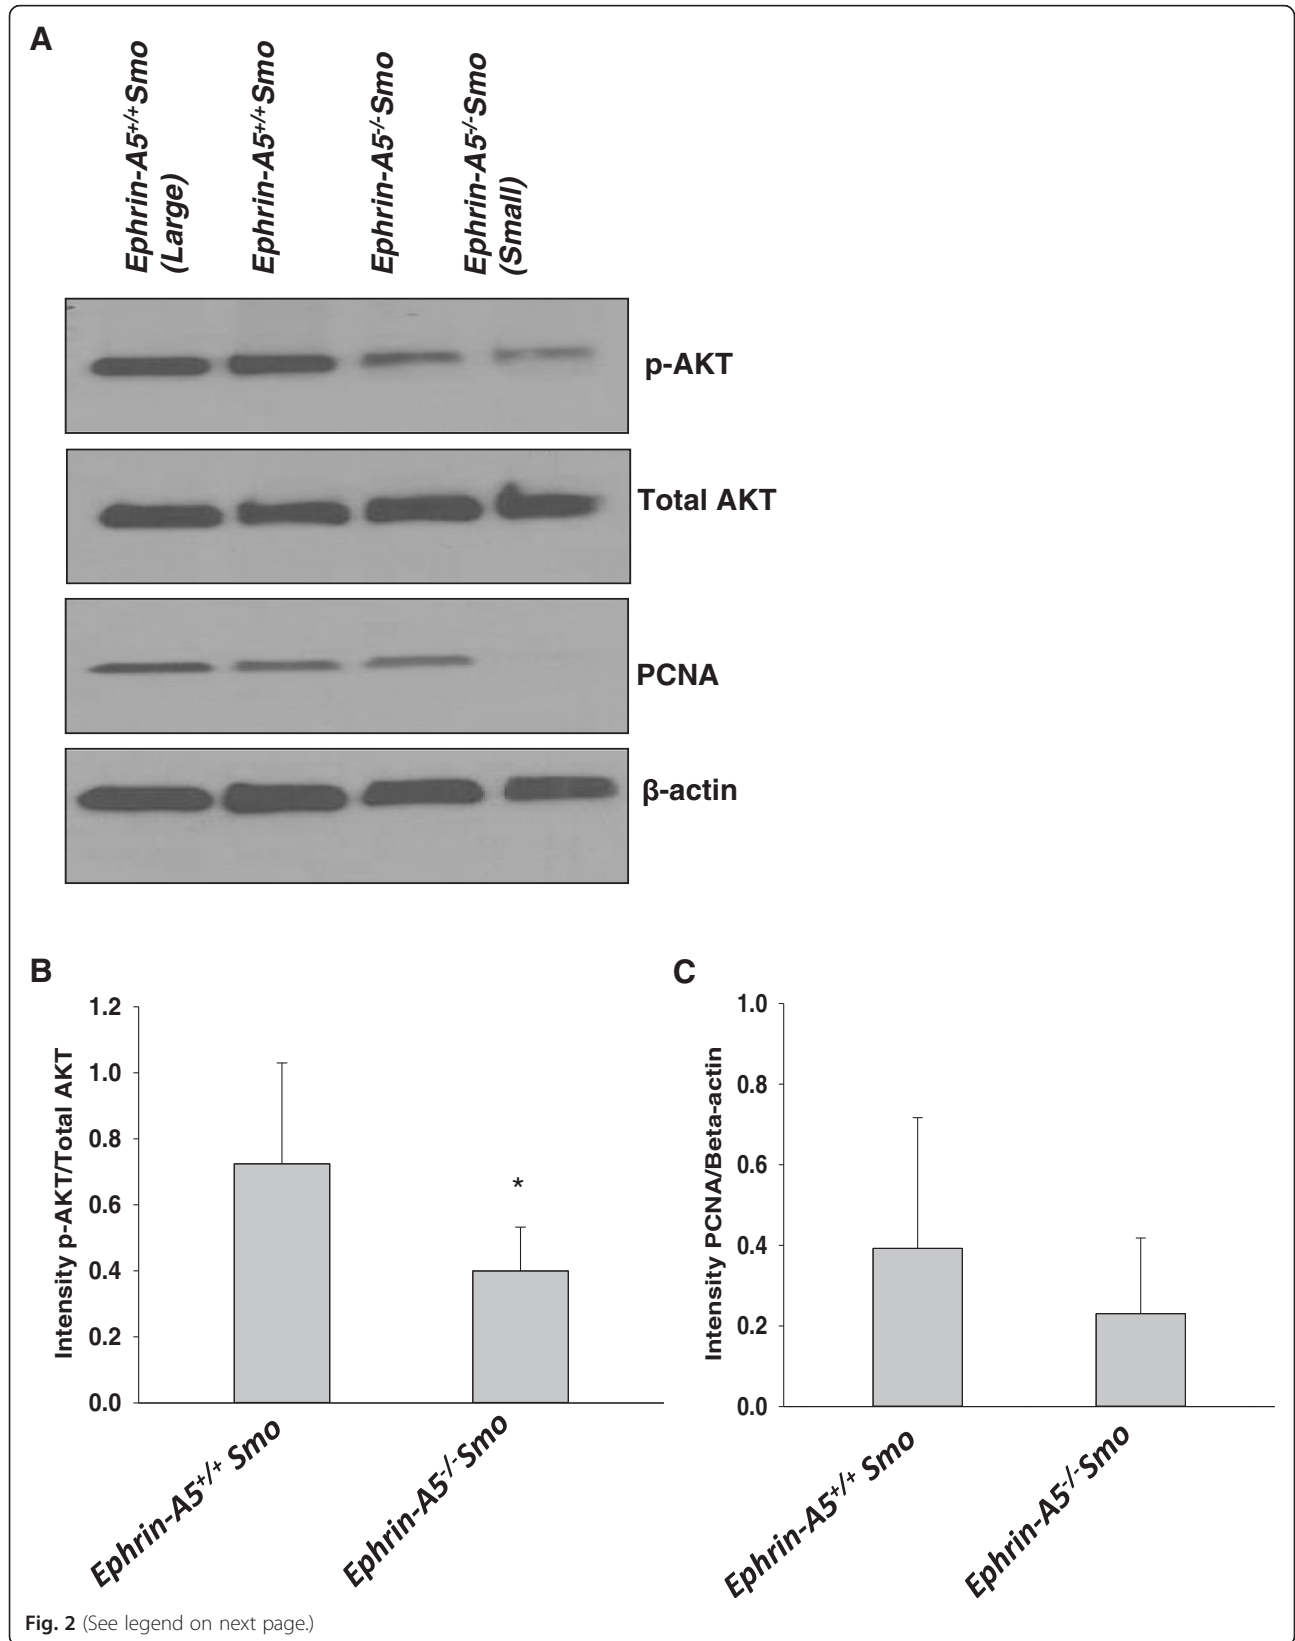 A
Ephrin-A5+/+Smo
(Large)
Ephrin-A5+/+Smo
Ephrin-A5-/-Smo
Ephrin-A5-/-Smo
(Small)
p-AKT
Total AKT
PCNA
β-actin
B
Intensity p-AKT/Total AKT
1.2
1.0
0.8
0.6
0.4
0.2
0.0
*
Ephrin-A5+/+ Smo
Ephrin-A5-/-Smo
C
Intensity PCNA/Beta-actin
1.0
0.8
0.6
0.4
0.2
0.0
Ephrin-A5+/+ Smo
Ephrin-A5-/-Smo
Fig. 2 (See legend on next page.)